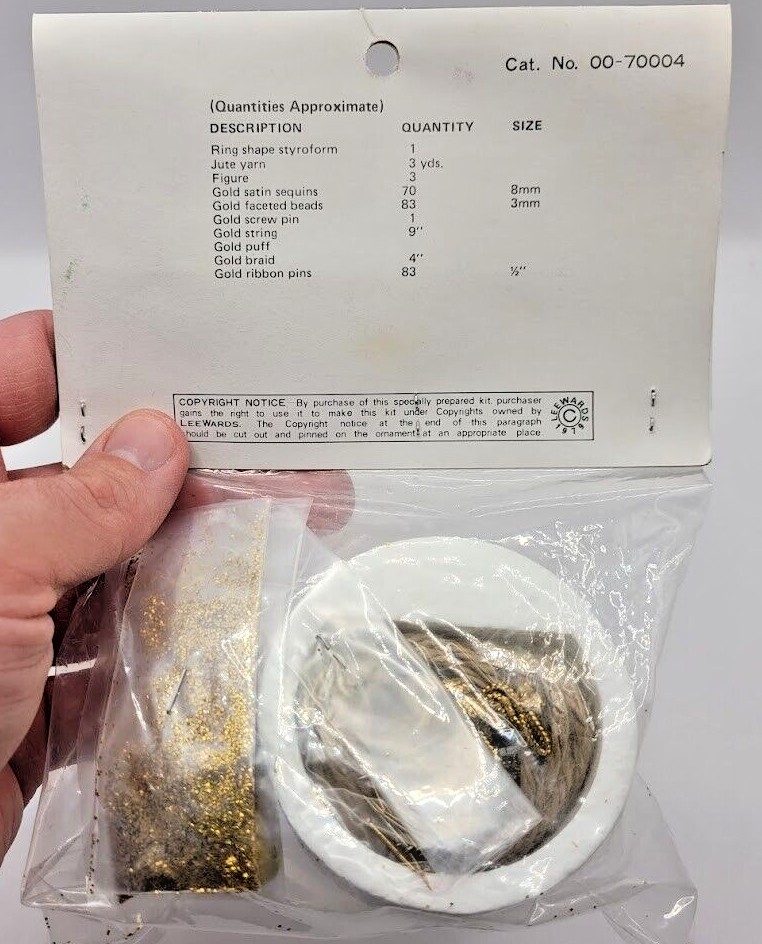 Cat. No. 00-70004
(Quantities Approximate)
DESCRIPTION QUANTITY SIZE
Ring shape styroform 1
Jute yarn 3 yds.
Figure 3
Gold satin sequins 70 8mm
Gold faceted beads 83 3mm
Gold screw pin 1
Gold string 9''
Gold puff
Gold braid 4''
Gold ribbon pins 83 ½''
COPYRIGHT NOTICE By purchase of this specially prepared kit, purchaser
gains the right to use it to make this kit under Copyrights owned by
LEEWARDS. The Copyright notice at the end of this paragraph
should be cut out and pinned on the ornament at an appropriate place
LEEWARDS C